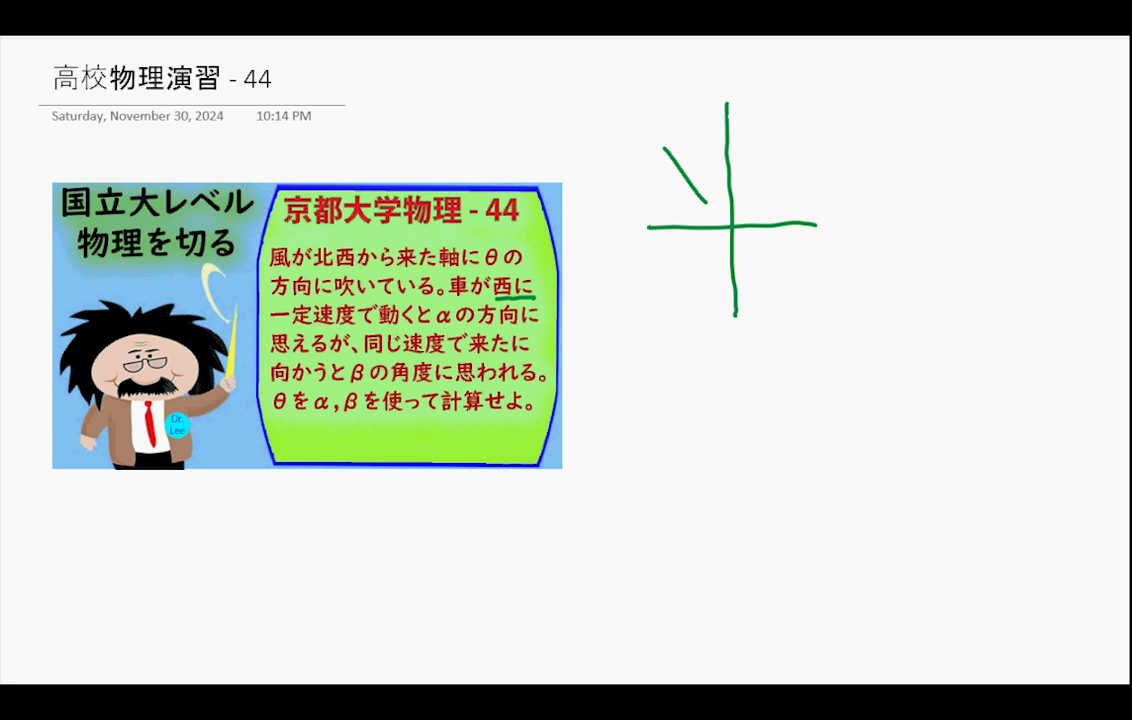 高校物理演習 - 44
Saturday, November 30, 2024 10:14 PM
国立大レベル
物理を切る
京都大学物理 - 44
風が北西から来た軸にθの
方向に吹いている。車が西に
一定速度で動くとαの方向に
思えるが、同じ速度で来たに
向かうとβの角度に思われる。
θをα,βを使って計算せよ。
Dr.
Lee